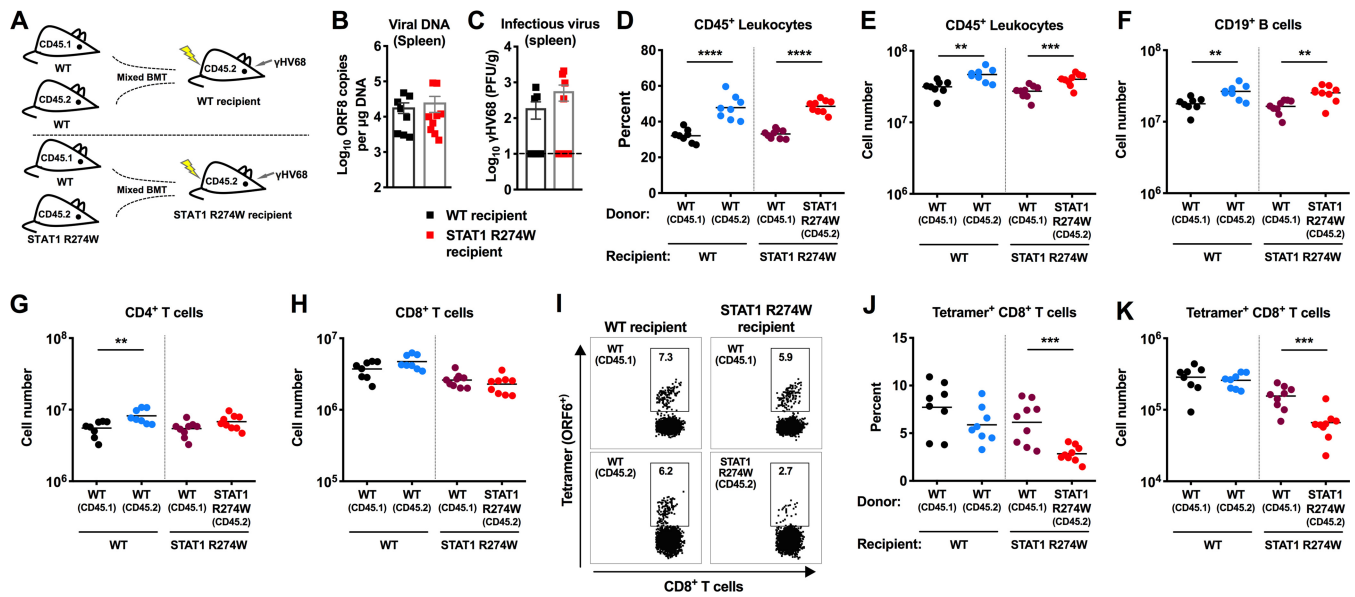 A
CD45.1
WT
CD45.2
WT
Mixed BMT
CD45.2
γHV68
WT recipient
CD45.1
WT
CD45.2
STAT1 R274W
Mixed BMT
CD45.2
γHV68
STAT1 R274W recipient
B
Viral DNA
(Spleen)
Log10 ORF8 copies
per μg DNA
6
5
4
3
2
C
Infectious virus
(spleen)
Log10 γHV68 (PFU/g)
4
3
2
1
0
WT recipient
STAT1 R274W
recipient
D
CD45+ Leukocytes
Percent
80
60
40
20
0
****
****
Donor:
WT
(CD45.1)
WT
(CD45.2)
WT
(CD45.1)
STAT1
R274W
(CD45.2)
Recipient:
WT
STAT1 R274W
E
CD45+ Leukocytes
Cell number
10^8
10^7
10^6
**
***
WT
(CD45.1)
WT
(CD45.2)
WT
(CD45.1)
STAT1
R274W
(CD45.2)
WT
STAT1 R274W
F
CD19+ B cells
Cell number
10^8
10^7
10^6
**
**
WT
(CD45.1)
WT
(CD45.2)
WT
(CD45.1)
STAT1
R274W
(CD45.2)
WT
STAT1 R274W
G
CD4+ T cells
Cell number
10^8
10^7
10^6
**
WT
(CD45.1)
WT
(CD45.2)
WT
(CD45.1)
STAT1
R274W
(CD45.2)
WT
STAT1 R274W
H
CD8+ T cells
Cell number
10^7
10^6
10^5
WT
(CD45.1)
WT
(CD45.2)
WT
(CD45.1)
STAT1
R274W
(CD45.2)
WT
STAT1 R274W
I
WT recipient
STAT1 R274W
recipient
Tetramer (ORF6+)
WT
(CD45.1)
7.3
WT
(CD45.1)
5.9
WT
(CD45.2)
6.2
STAT1
R274W
(CD45.2)
2.7
CD8+ T cells
J
Tetramer+ CD8+ T cells
Percent
15
10
5
0
***
Donor:
WT
(CD45.1)
WT
(CD45.2)
WT
(CD45.1)
STAT1
R274W
(CD45.2)
Recipient:
WT
STAT1 R274W
K
Tetramer+ CD8+ T cells
Cell number
10^6
10^5
10^4
***
WT
(CD45.1)
WT
(CD45.2)
WT
(CD45.1)
STAT1
R274W
(CD45.2)
WT
STAT1 R274W